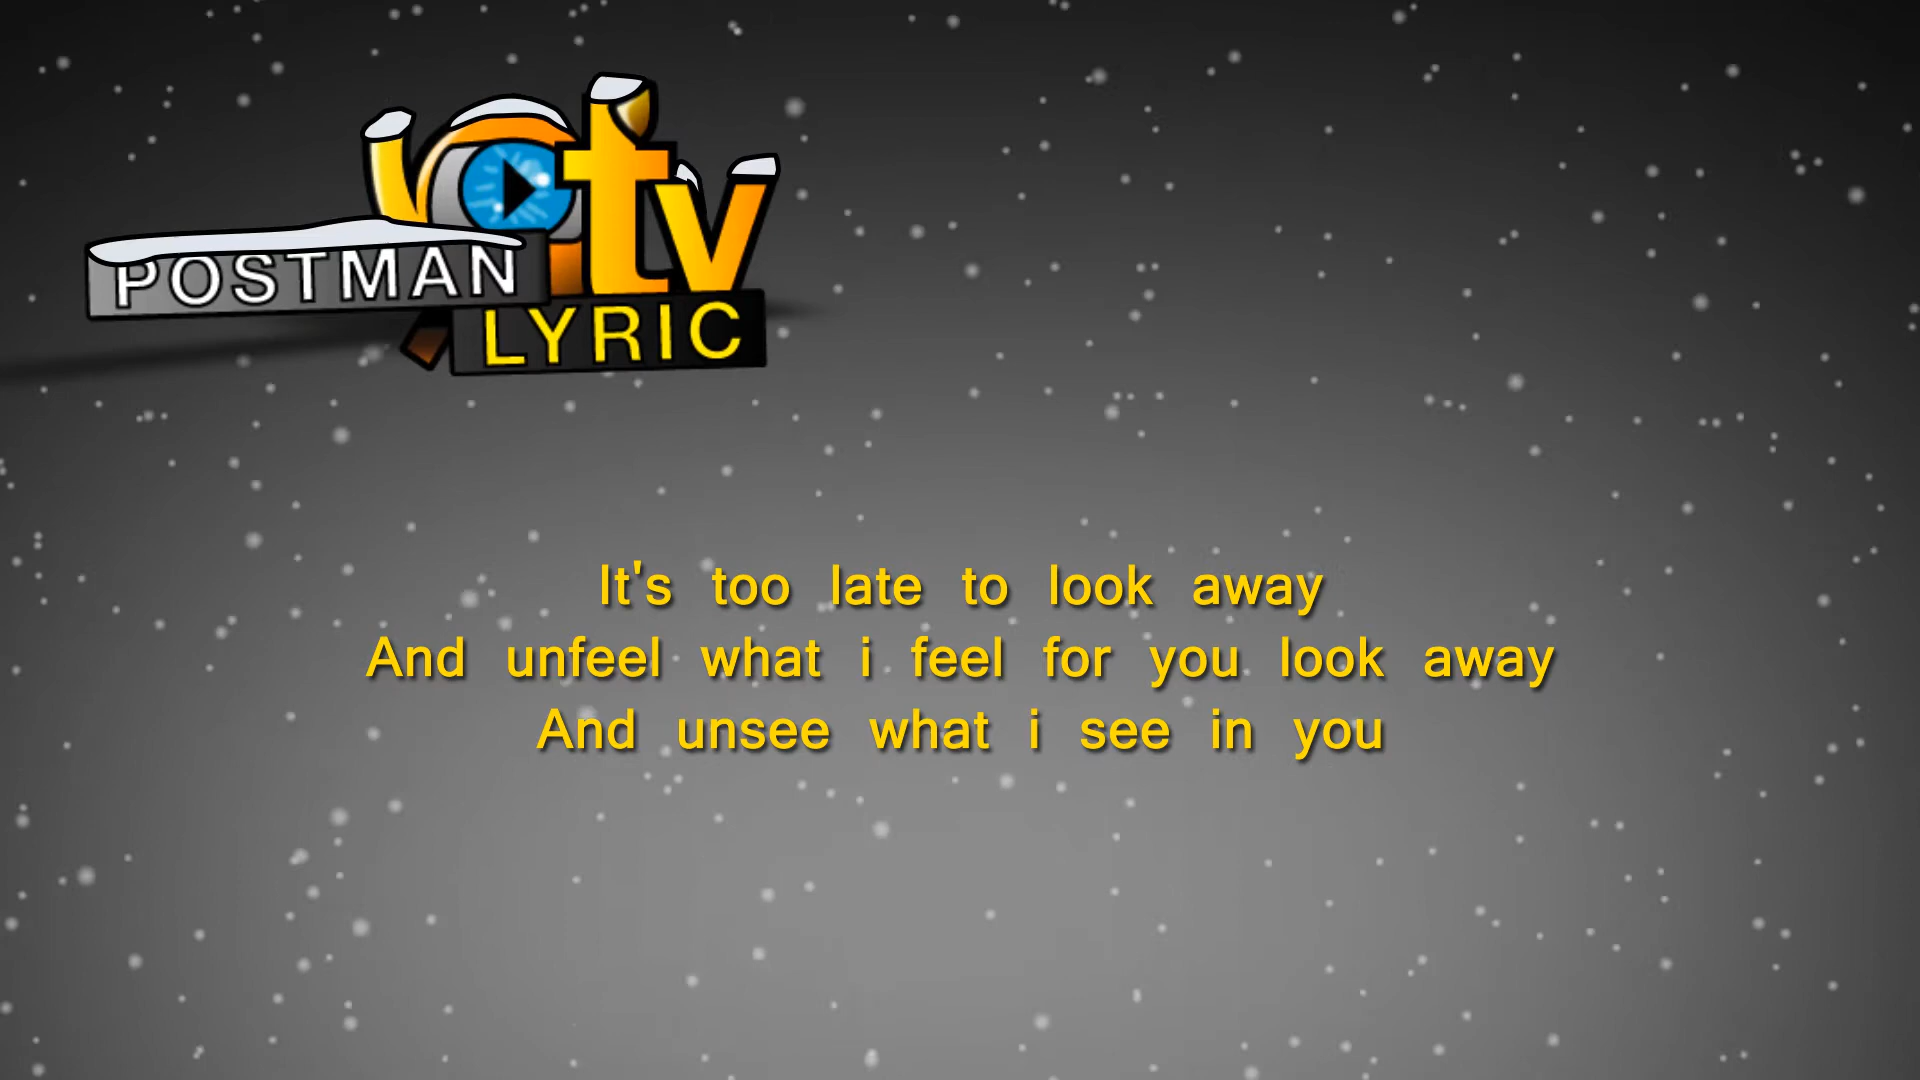 POSTMAN
tv
LYRIC
It's too late to look away
And unfeel what i feel for you look away
And unsee what i see in you